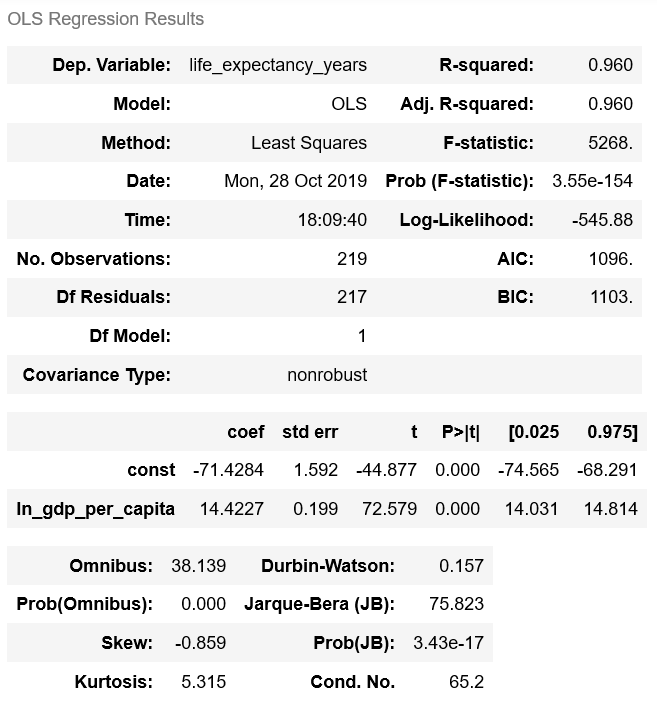 OLS Regression Results
Dep. Variable: life_expectancy_years R-squared: 0.960
Model: OLS Adj. R-squared: 0.960
Method: Least Squares F-statistic: 5268.
Date: Mon, 28 Oct 2019 Prob (F-statistic): 3.55e-154
Time: 18:09:40 Log-Likelihood: -545.88
No. Observations: 219 AIC: 1096.
Df Residuals: 217 BIC: 1103.
Df Model: 1
Covariance Type: nonrobust
coef std err t P>|t| [0.025 0.975]
const -71.4284 1.592 -44.877 0.000 -74.565 -68.291
ln_gdp_per_capita 14.4227 0.199 72.579 0.000 14.031 14.814
Omnibus: 38.139 Durbin-Watson: 0.157
Prob(Omnibus): 0.000 Jarque-Bera (JB): 75.823
Skew: -0.859 Prob(JB): 3.43e-17
Kurtosis: 5.315 Cond. No. 65.2